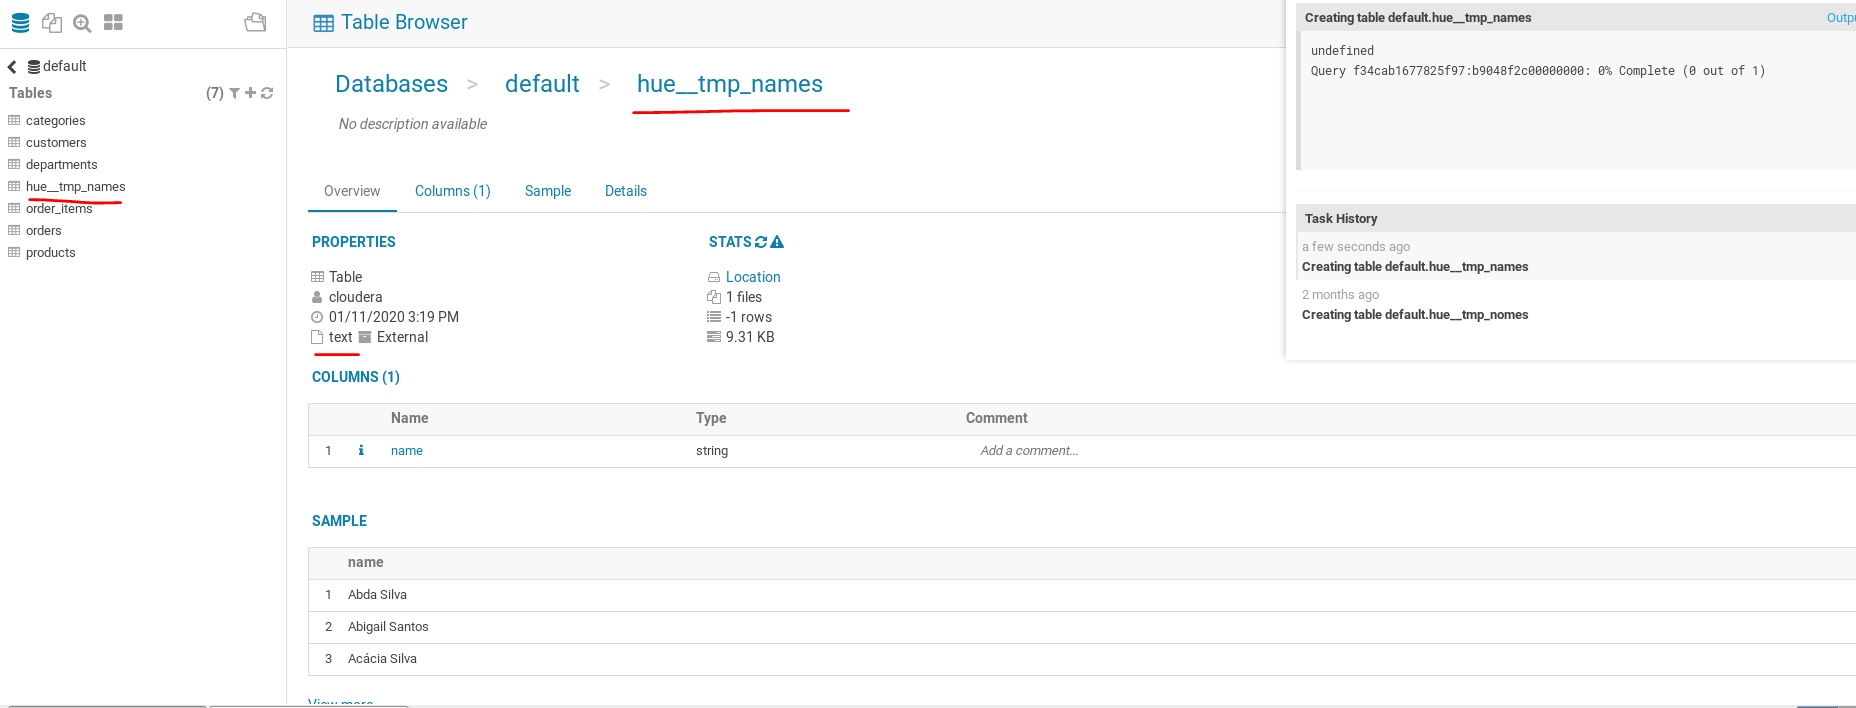 default
Tables (7)
categories
customers
departments
hue__tmp_names
order_items
orders
products
Table Browser
Databases > default > hue__tmp_names
No description available
Overview Columns (1) Sample Details
PROPERTIES
Table
cloudera
01/11/2020 3:19 PM
text External
STATS
Location
1 files
-1 rows
9.31 KB
COLUMNS (1)
Name Type Comment
1 i name string Add a comment...
SAMPLE
name
1 Abda Silva
2 Abigail Santos
3 Acácia Silva
View more
Creating table default.hue__tmp_names Outpu
undefined
Query f34cab1677825f97:b9048f2c00000000: 0% Complete (0 out of 1)
Task History
a few seconds ago
Creating table default.hue__tmp_names
2 months ago
Creating table default.hue__tmp_nomes